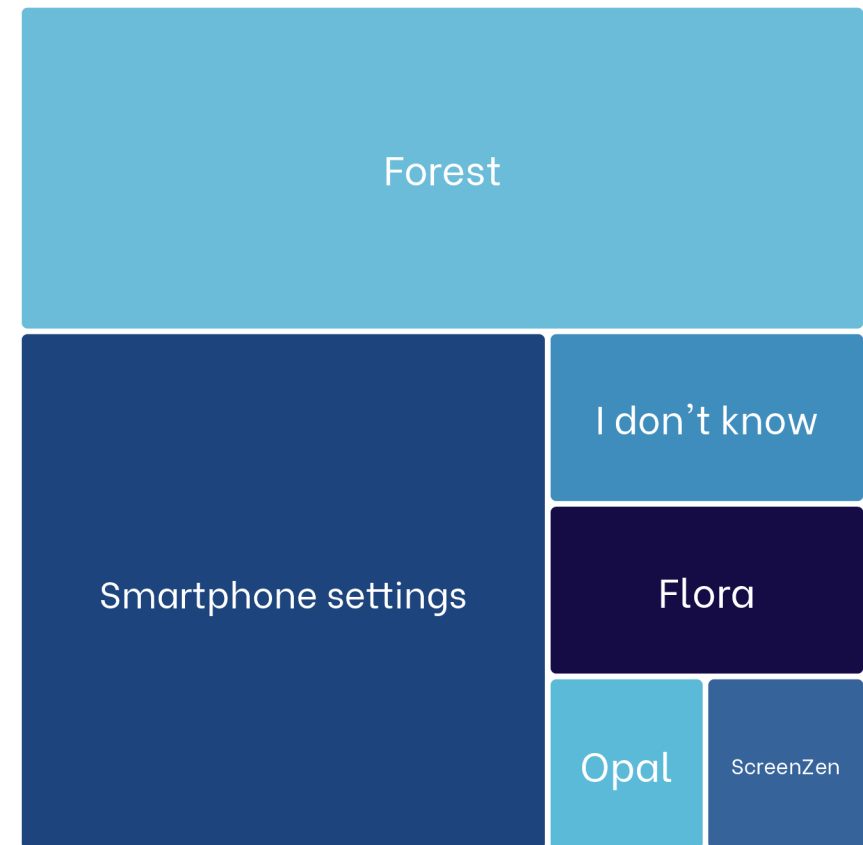 Forest
I don't know
Smartphone settings
Flora
Opal
ScreenZen